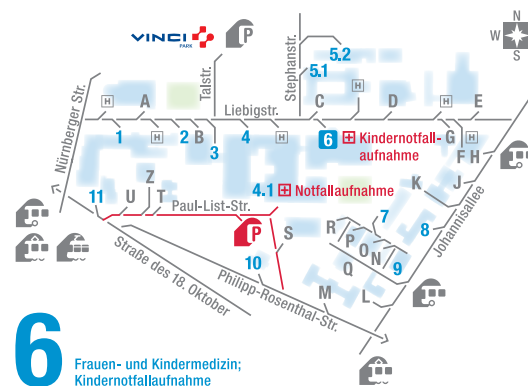 VINCI
PARK
P
Talstr.
Stephanstr.
5.2
5.1
N
W
S
Nürnberger Str.
H
A
Liebigstr.
C
H
D
H
E
1
H
2
B
3
4
H
6
Kindernotfall-
aufnahme
G
H
F
H
4.1
Notfallaufnahme
K
J
Johannisallee
11
U
Z
T
Paul-List-Str.
P
S
R
P
O
N
7
9
8
Q
10
M
L
Straße des 18. Oktober
Philipp-Rosenthal-Str.
6
Frauen- und Kindermedizin;
Kindernotfallaufnahme